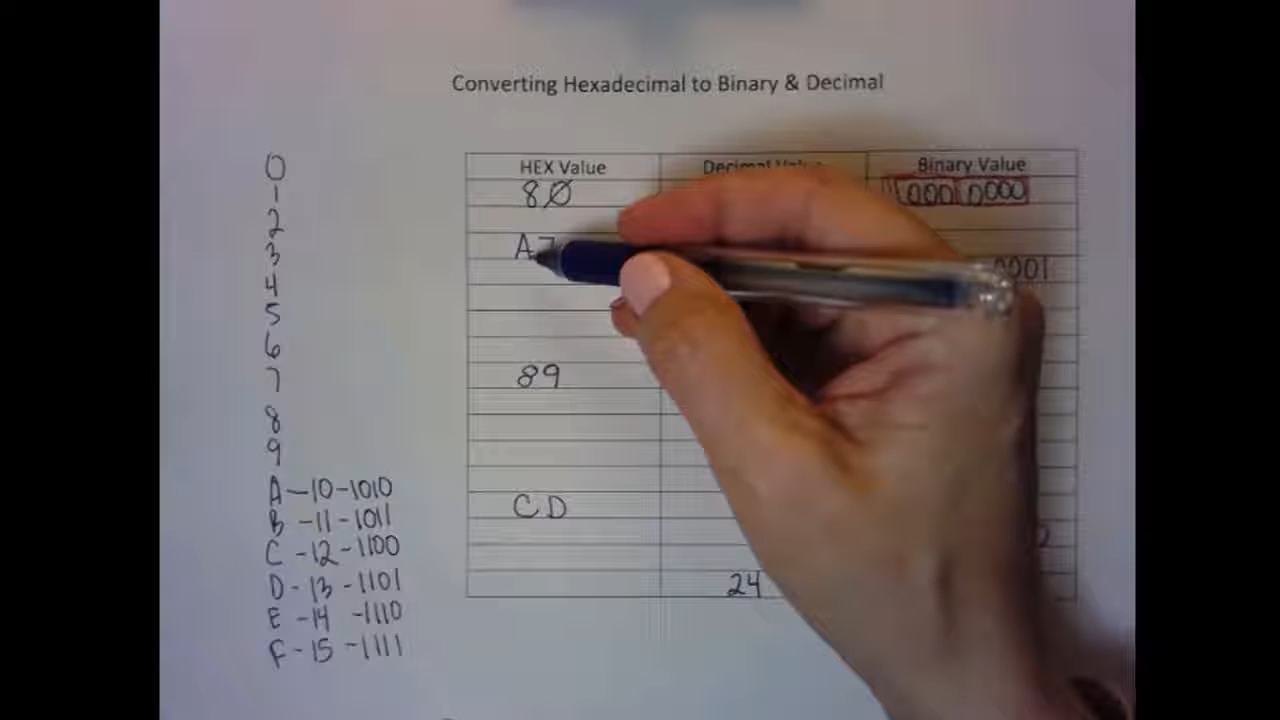 Converting Hexadecimal to Binary & Decimal
HEX Value Decimal Binary Value
80 1000 0000
A7
0001
89
CD
24
0
1
2
3
4
5
6
7
8
9
A-10-1010
B-11-1011
C-12-1100
D-13-1101
E-14-1110
F-15-1111